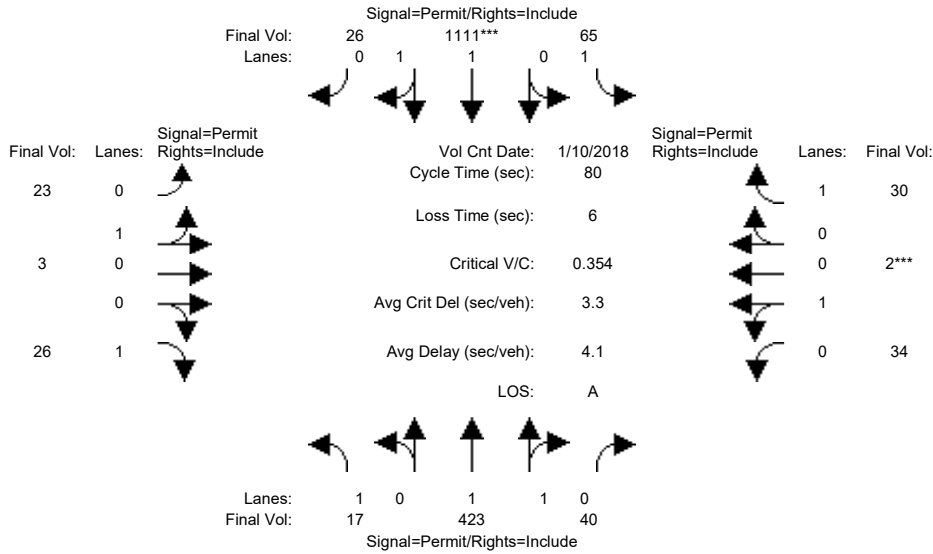 Signal=Permit/Rights=Include
Final Vol: 26 1111*** 65
Lanes: 0 1 1 0 1
Signal=Permit
Final Vol: Lanes: Rights=Include
Vol Cnt Date: 1/10/2018
Signal=Permit
Rights=Include Lanes: Final Vol:
Cycle Time (sec): 80
23 0
1 30
Loss Time (sec): 6
1
0
3 0
Critical V/C: 0.354
0 2***
0
Avg Crit Del (sec/veh): 3.3
1
26 1
Avg Delay (sec/veh): 4.1
0 34
LOS: A
Lanes: 1 0 1 1 0
Final Vol: 17 423 40
Signal=Permit/Rights=Include